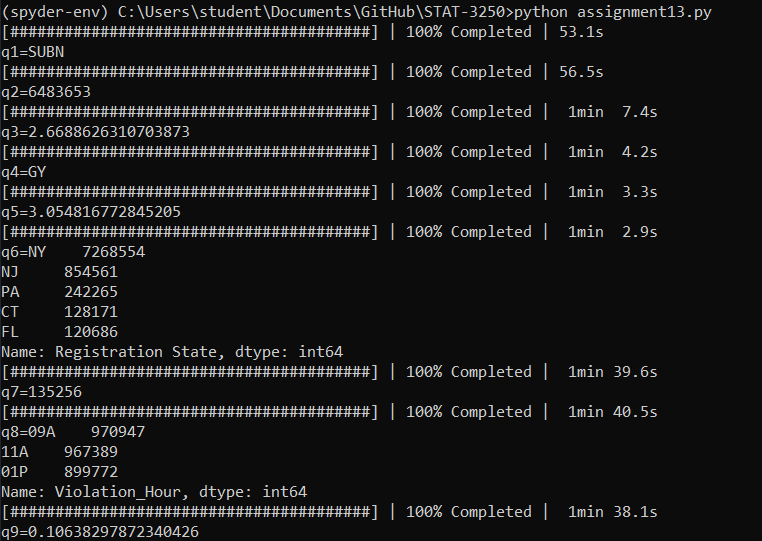 (spyder-env) C:\Users\student\Documents\GitHub\STAT-3250>python assignment13.py
[########################################] | 100% Completed | 53.1s
q1=SUBN
[########################################] | 100% Completed | 56.5s
q2=6483653
[########################################] | 100% Completed |  1min  7.4s
q3=2.6688626310703873
[########################################] | 100% Completed |  1min  4.2s
q4=GY
[########################################] | 100% Completed |  1min  3.3s
q5=3.054816772845205
[########################################] | 100% Completed |  1min  2.9s
q6=NY    7268554
NJ     854561
PA     242265
CT     128171
FL     120686
Name: Registration State, dtype: int64
[########################################] | 100% Completed |  1min 39.6s
q7=135256
[########################################] | 100% Completed |  1min 40.5s
q8=09A    970947
11A    967389
01P    899772
Name: Violation_Hour, dtype: int64
[########################################] | 100% Completed |  1min 38.1s
q9=0.10638297872340426